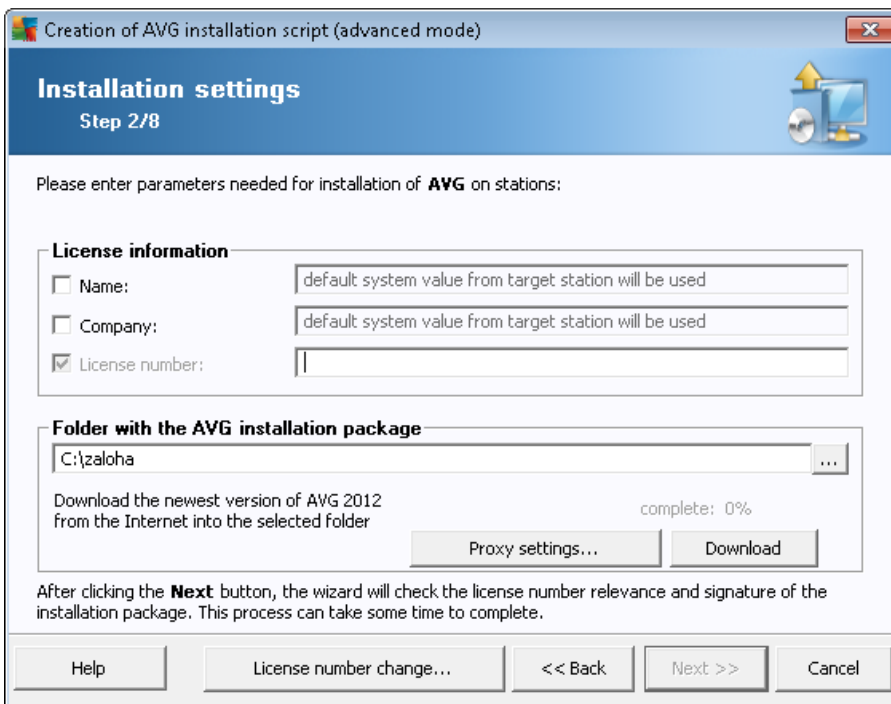 Creation of AVG installation script (advanced mode)
Installation settings
Step 2/8
Please enter parameters needed for installation of AVG on stations:
License information
Name:
default system value from target station will be used
Company:
default system value from target station will be used
License number:
Folder with the AVG installation package
C:\zaloha
...
Download the newest version of AVG 2012
from the Internet into the selected folder
complete: 0%
Proxy settings...
Download
After clicking the Next button, the wizard will check the license number relevance and signature of the
installation package. This process can take some time to complete.
Help
License number change...
<< Back
Next >>
Cancel